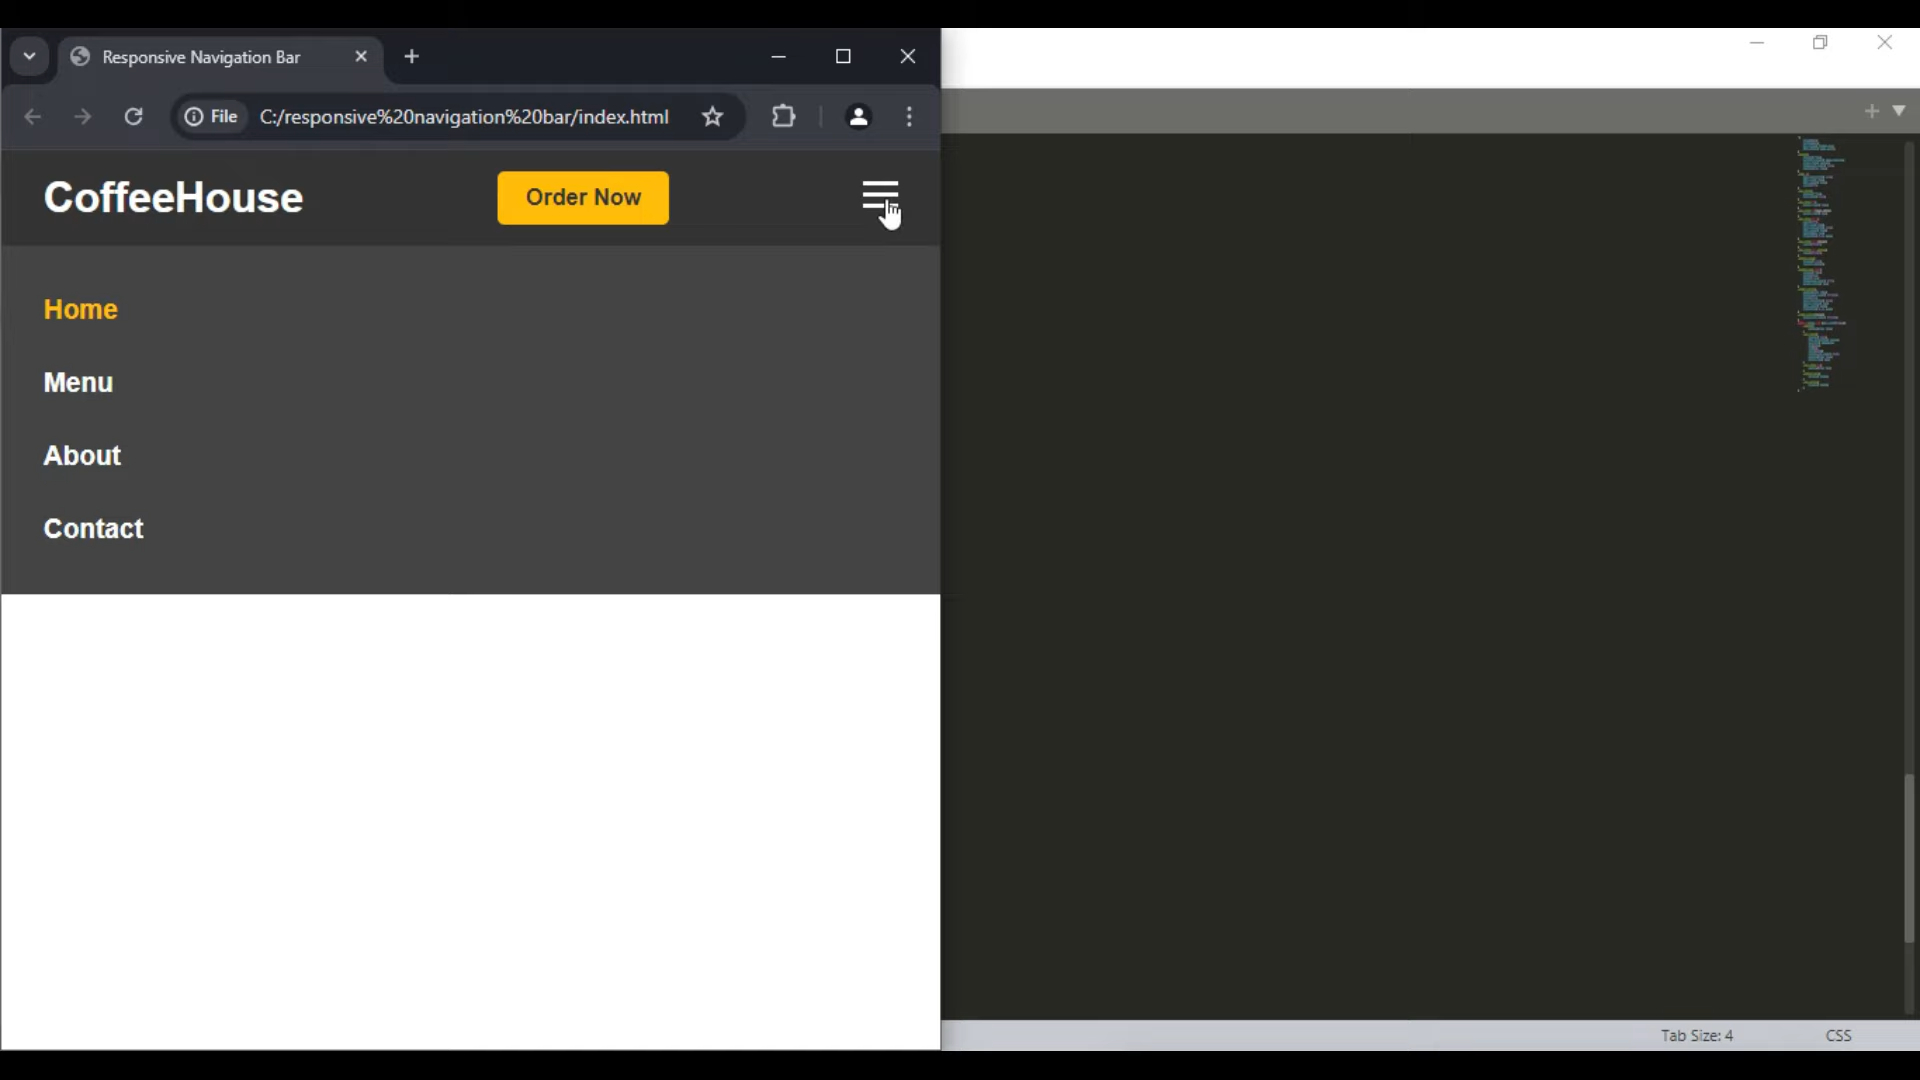 Responsive Navigation Bar
File C:/responsive%20navigation%20bar/index.html
CoffeeHouse
Order Now
Home
Menu
About
Contact
Tab Size: 4
CSS